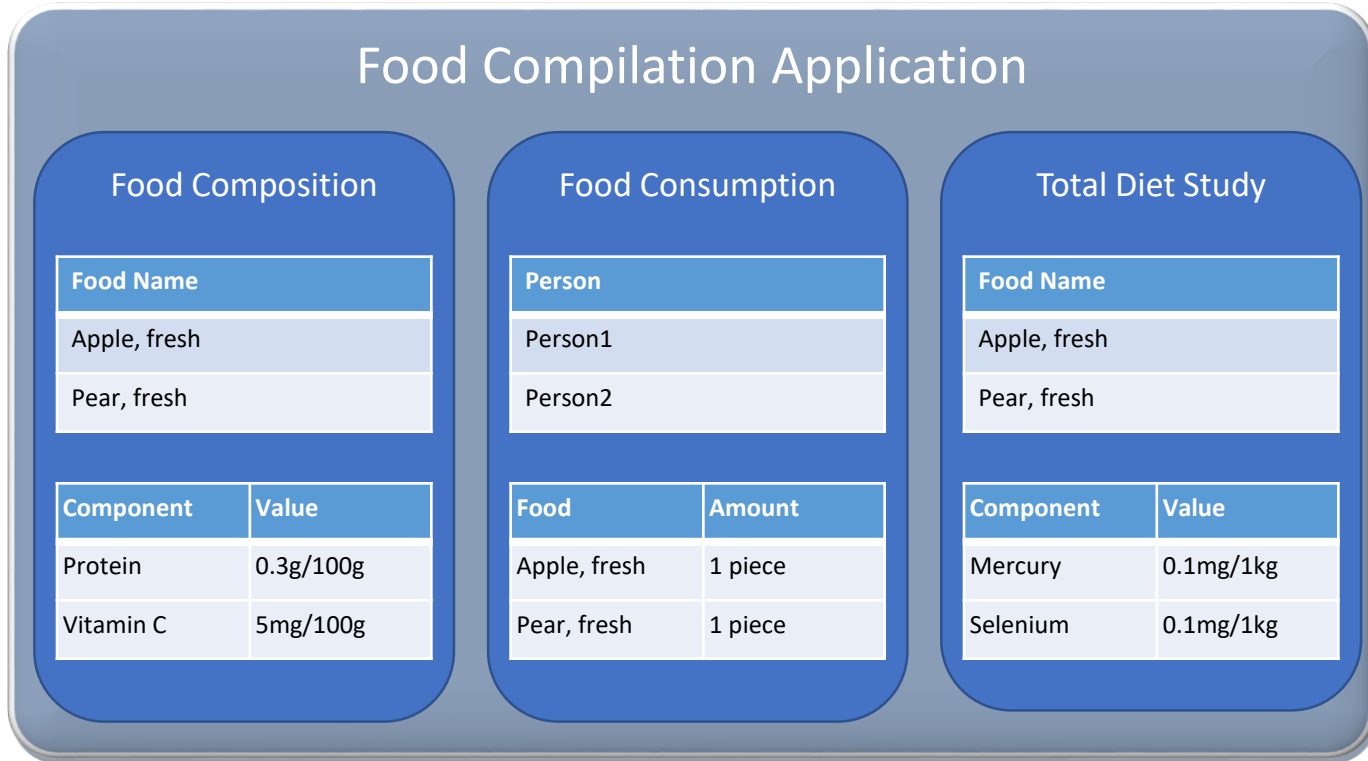 Food Compilation Application
Food Composition
Food Name
Apple, fresh
Pear, fresh
Component Value
Protein 0.3g/100g
Vitamin C 5mg/100g
Food Consumption
Person
Person1
Person2
Food Amount
Apple, fresh 1 piece
Pear, fresh 1 piece
Total Diet Study
Food Name
Apple, fresh
Pear, fresh
Component Value
Mercury 0.1mg/1kg
Selenium 0.1mg/1kg